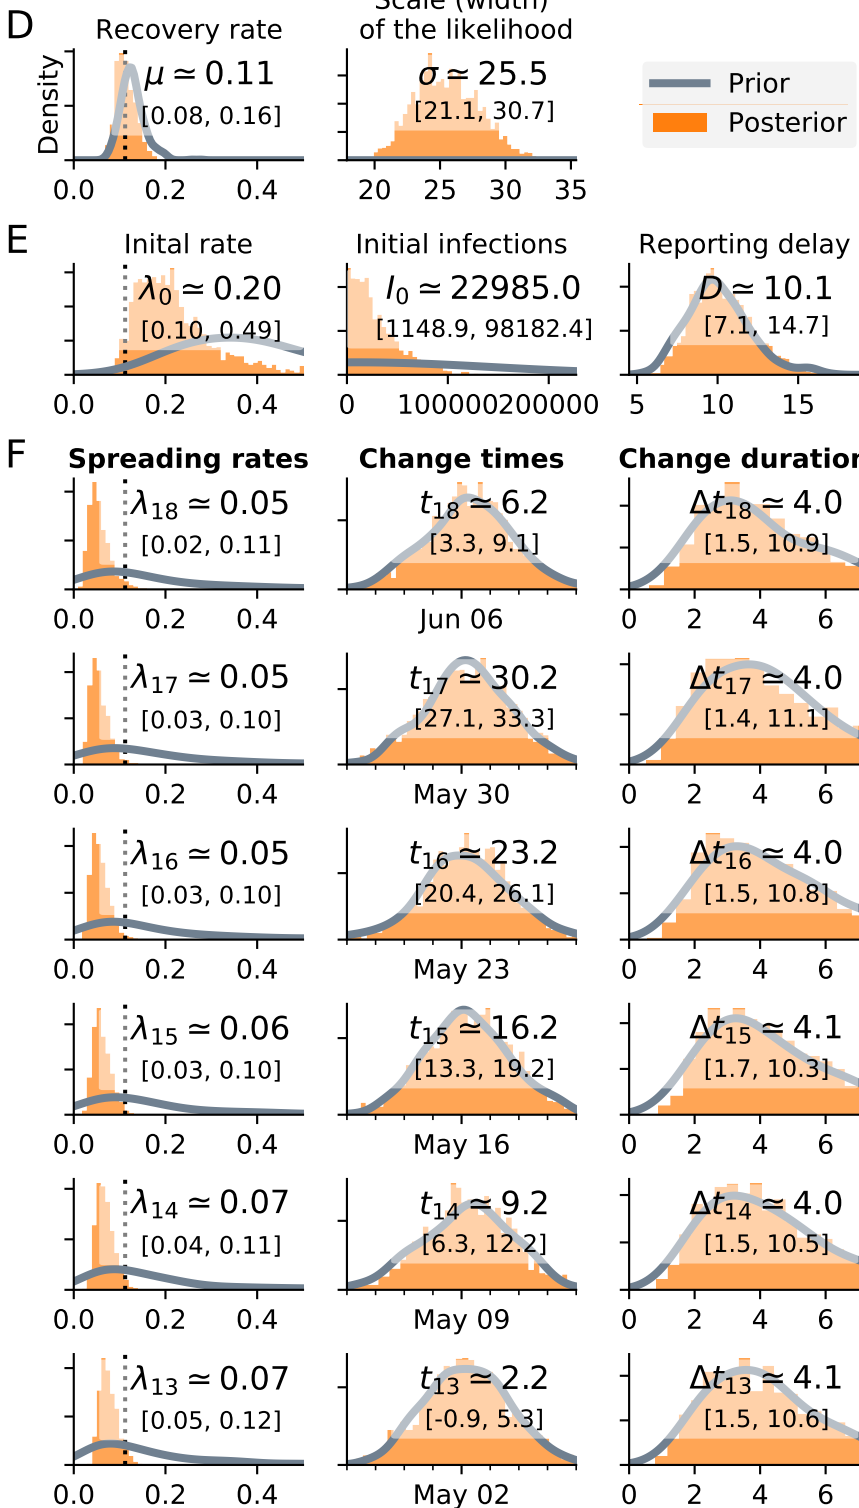 D
Scale (width)
Recovery rate
of the likelihood
Density
μ ≃ 0.11
[0.08, 0.16]
σ ≃ 25.5
[21.1, 30.7]
Prior
Posterior
0.0 0.2 0.4
20 25 30 35
E
Inital rate
Initial infections
Reporting delay
λ0 ≃ 0.20
[0.10, 0.49]
I0 ≃ 22985.0
[1148.9, 98182.4]
D ≃ 10.1
[7.1, 14.7]
0.0 0.2 0.4
0 100000 200000
5 10 15
F
Spreading rates
Change times
Change duration
λ18 ≃ 0.05
[0.02, 0.11]
t18 ≃ 6.2
[3.3, 9.1]
Δt18 ≃ 4.0
[1.5, 10.9]
0.0 0.2 0.4
Jun 06
0 2 4 6
λ17 ≃ 0.05
[0.03, 0.10]
t17 ≃ 30.2
[27.1, 33.3]
Δt17 ≃ 4.0
[1.4, 11.1]
0.0 0.2 0.4
May 30
0 2 4 6
λ16 ≃ 0.05
[0.03, 0.10]
t16 ≃ 23.2
[20.4, 26.1]
Δt16 ≃ 4.0
[1.5, 10.8]
0.0 0.2 0.4
May 23
0 2 4 6
λ15 ≃ 0.06
[0.03, 0.10]
t15 ≃ 16.2
[13.3, 19.2]
Δt15 ≃ 4.1
[1.7, 10.3]
0.0 0.2 0.4
May 16
0 2 4 6
λ14 ≃ 0.07
[0.04, 0.11]
t14 ≃ 9.2
[6.3, 12.2]
Δt14 ≃ 4.0
[1.5, 10.5]
0.0 0.2 0.4
May 09
0 2 4 6
λ13 ≃ 0.07
[0.05, 0.12]
t13 ≃ 2.2
[-0.9, 5.3]
Δt13 ≃ 4.1
[1.5, 10.6]
0.0 0.2 0.4
May 02
0 2 4 6